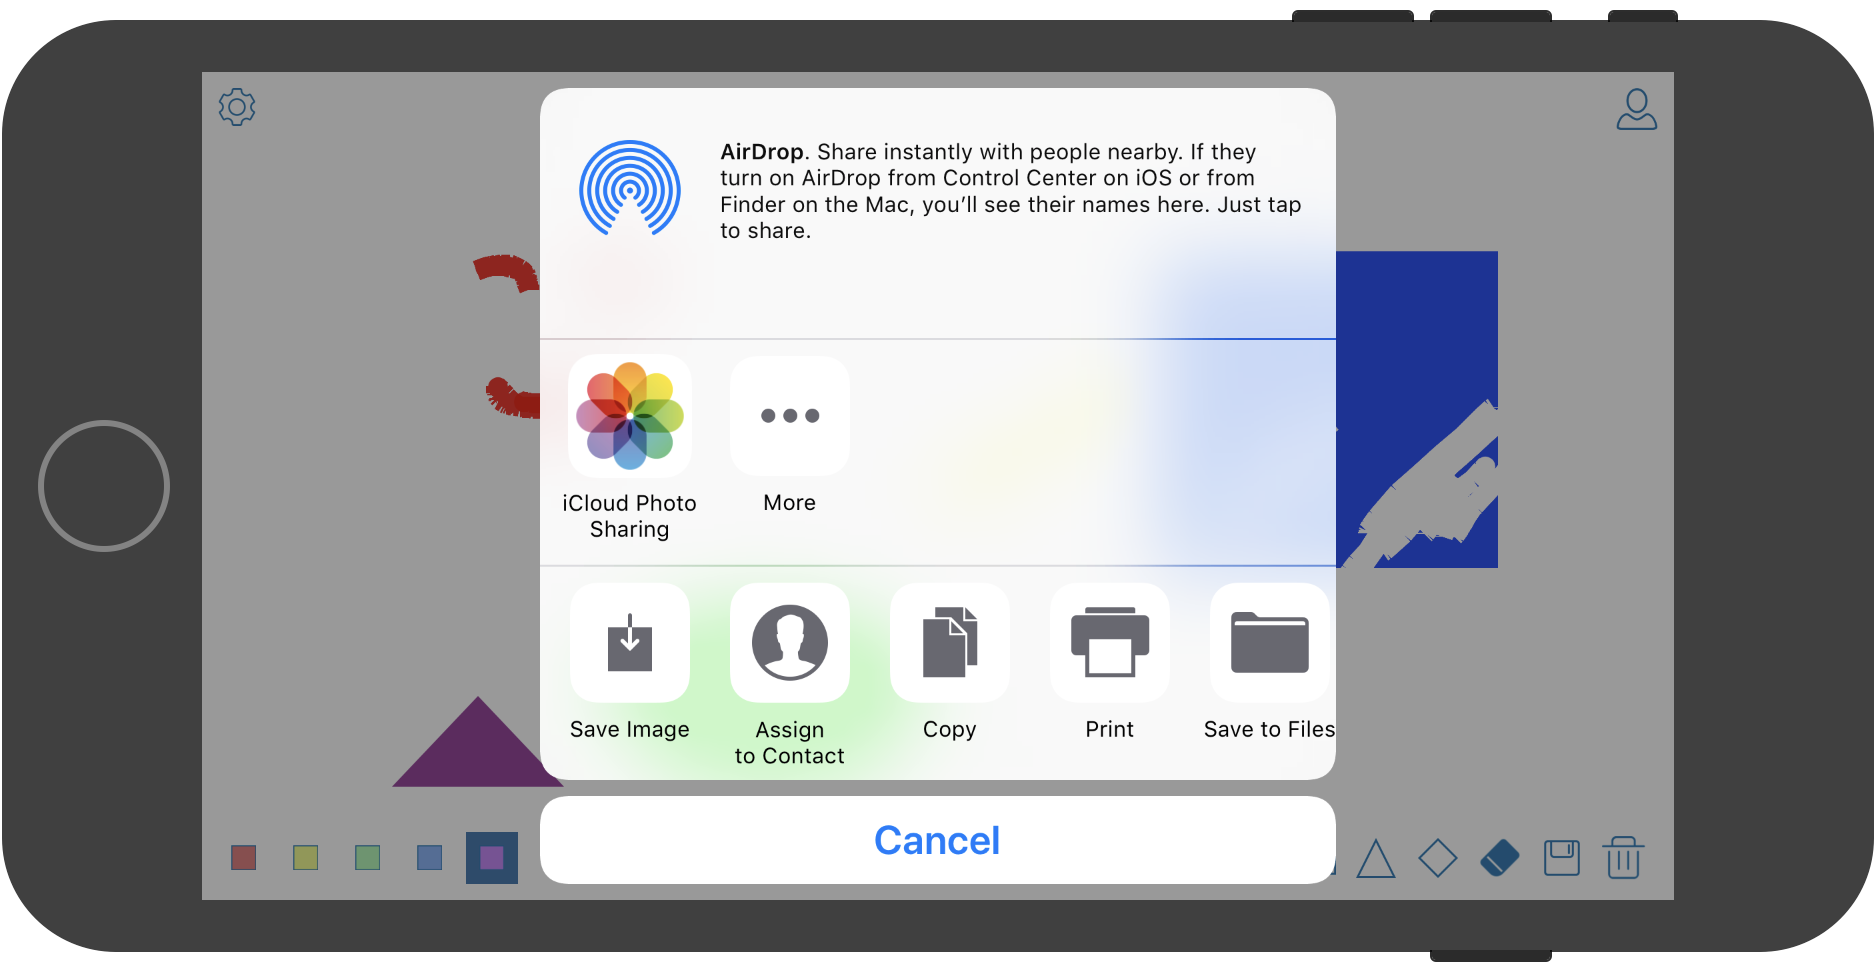 AirDrop. Share instantly with people nearby. If they
turn on AirDrop from Control Center on iOS or from
Finder on the Mac, you’ll see their names here. Just tap
to share.
iCloud Photo
Sharing
More
Save Image
Assign
to Contact
Copy
Print
Save to Files
Cancel